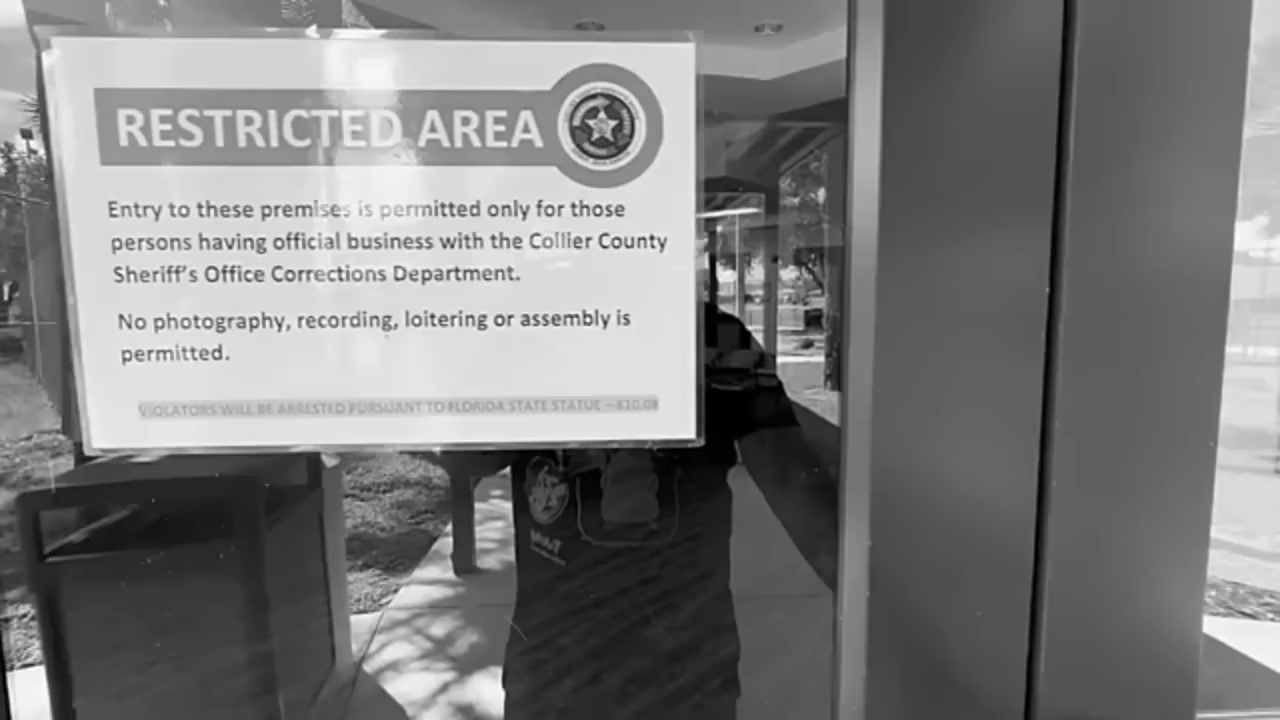 RESTRICTED AREA
Entry to these premises is permitted only for those
persons having official business with the Collier County
Sheriff's Office Corrections Department.
No photography, recording, loitering or assembly is
permitted.
VIOLATORS WILL BE ARRESTED PURSUANT TO FLORIDA STATE STATUE – 810.08